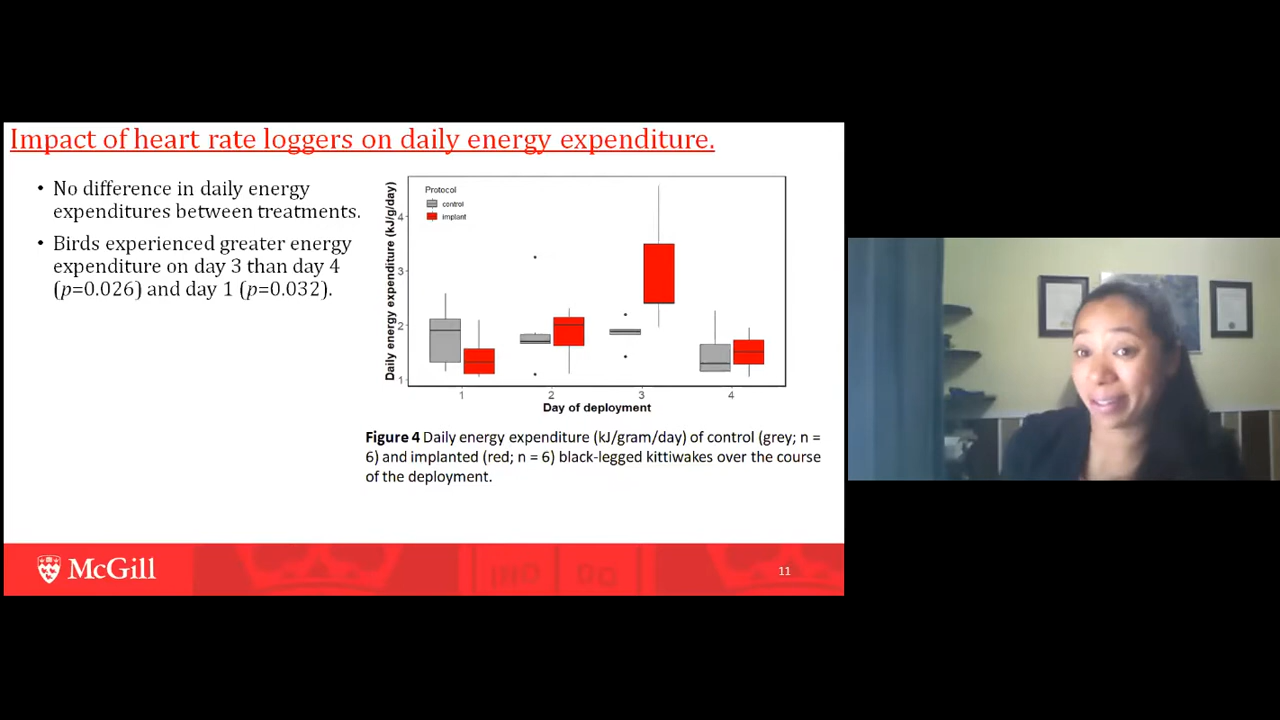 Impact of heart rate loggers on daily energy expenditure.
• No difference in daily energy
expenditures between treatments.
• Birds experienced greater energy
expenditure on day 3 than day 4
(p=0.026) and day 1 (p=0.032).
Daily energy expenditure (kJ/g/day)
Protocol
control
implant
4
3
2
1
1 2 3 4
Day of deployment
Figure 4 Daily energy expenditure (kJ/gram/day) of control (grey; n =
6) and implanted (red; n = 6) black-legged kittiwakes over the course
of the deployment.
McGill
11